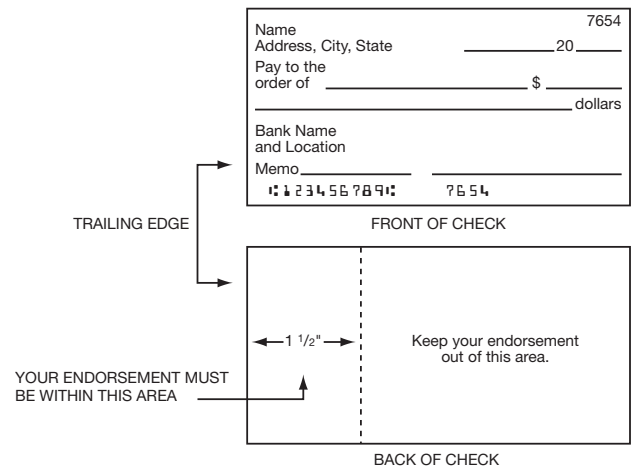 7654
Name
Address, City, State 20
Pay to the
order of $
dollars
Bank Name
and Location
Memo
⑆123456789⑆ 7654
TRAILING EDGE
FRONT OF CHECK
1 1/2"
Keep your endorsement
out of this area.
YOUR ENDORSEMENT MUST
BE WITHIN THIS AREA
BACK OF CHECK